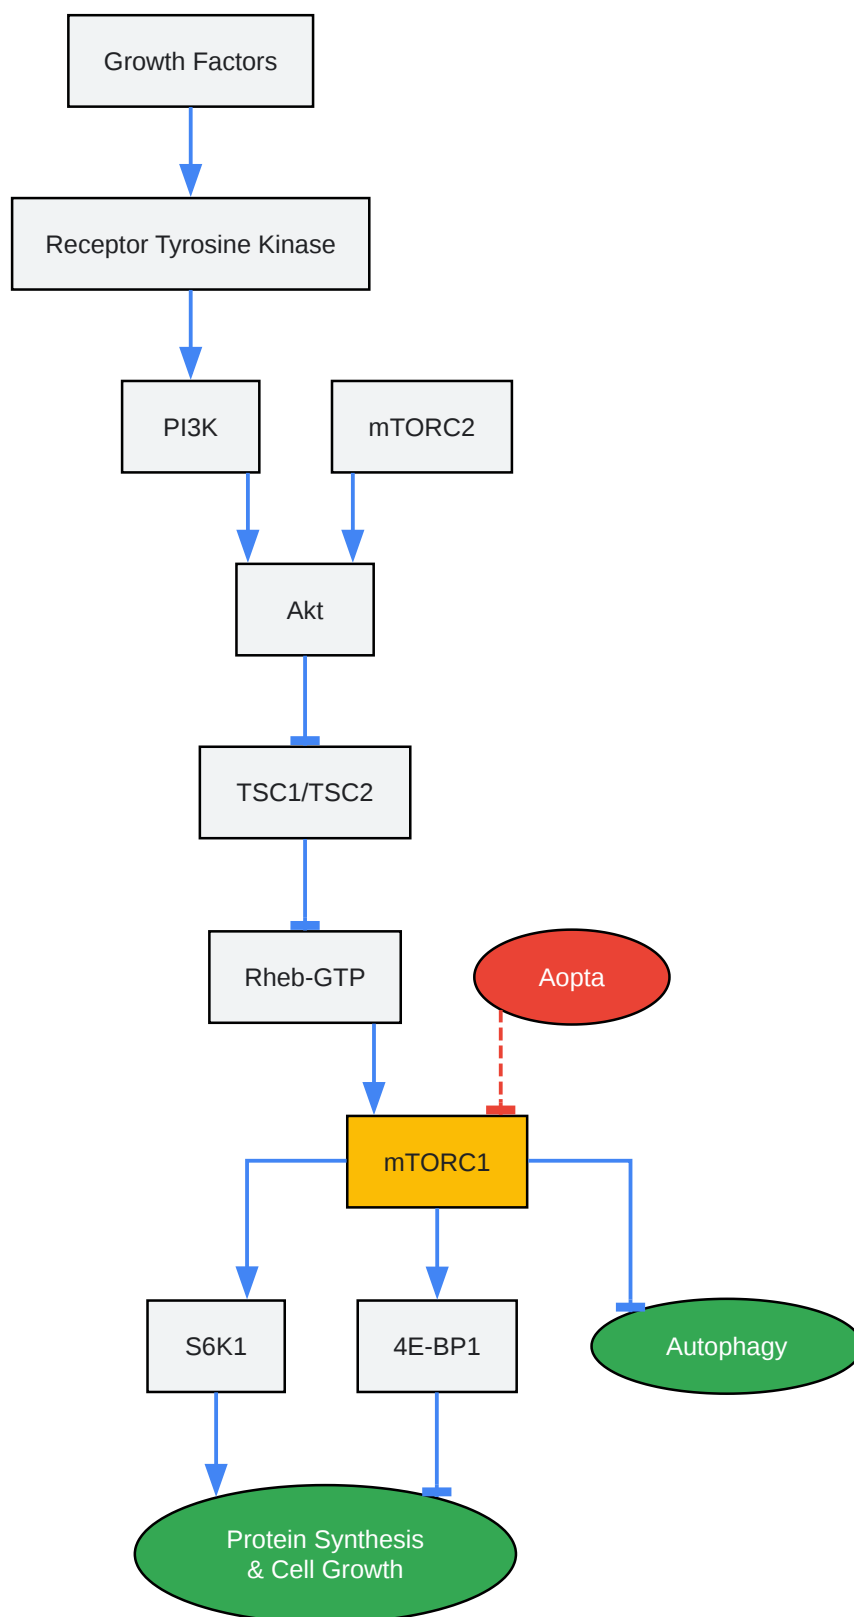 Growth Factors
Receptor Tyrosine Kinase
PI3K
mTORC2
Akt
TSC1/TSC2
Rheb-GTP
Aopta
mTORC1
S6K1
4E-BP1
Autophagy
Protein Synthesis
& Cell Growth